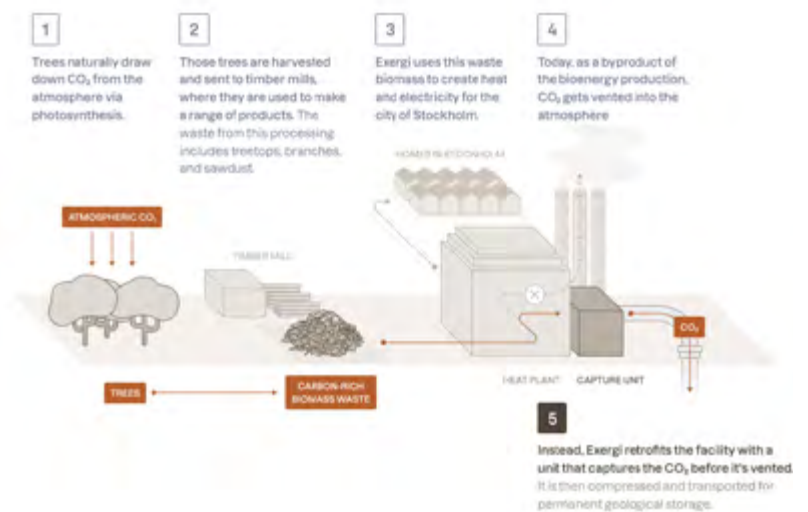 1
Trees naturally draw
down CO₂ from the
atmosphere via
photosynthesis.
2
Those trees are harvested
and sent to timber mills,
where they are used to make
a range of products. The
waste from this processing
includes treetops, branches,
and sawdust.
3
Exergi uses this waste
biomass to create heat
and electricity for the
city of Stockholm.
4
Today, as a byproduct of
the bioenergy production,
CO₂ gets vented into the
atmosphere
HOMES IN STOCKHOLM
ATMOSPHERIC CO₂
TIMBER MILL
CO₂
TREES
CARBON-RICH
BIOMASS WASTE
HEAT PLANT
CAPTURE UNIT
5
Instead, Exergi retrofits the facility with a
unit that captures the CO₂ before it's vented.
It is then compressed and transported for
permanent geological storage.